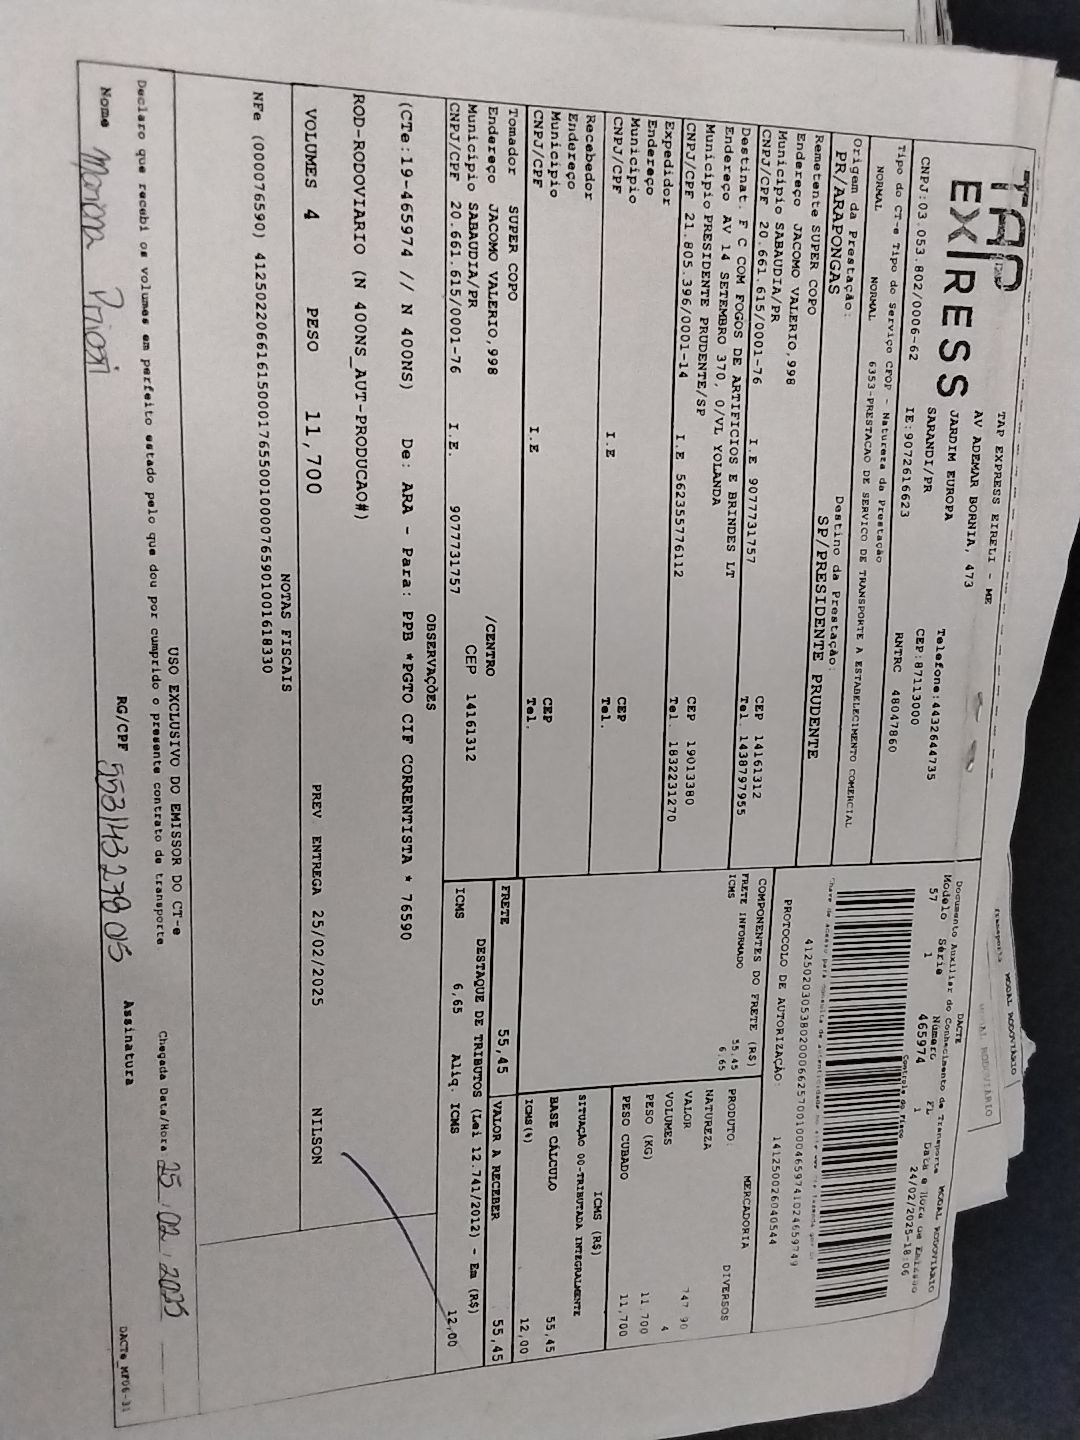 TAP
EX/RESS
TAP EXPRESS EIRELI - ME
AV ADEMAR BORNIA, 473
JARDIM EUROPA
SARANDI/PR
Telefone:4432644735
CEP:87113000
CNPJ:03.053.802/0006-62 IE:9072616623 RNTRC 48047860
Tipo do CT-e Tipo do Serviço CFOP - Natureza da Prestação
NORMAL NORMAL 6353-PRESTACAO DE SERVICO DE TRANSPORTE A ESTABELECIMENTO COMERCIAL
Origem da Prestação: Destino da Prestação:
PR/ARAPONGAS SP/PRESIDENTE PRUDENTE
Remetente SUPER COPO
Endereço JACOMO VALERIO,998
Município SABAUDIA/PR CEP 14161312
CNPJ/CPF 20.661.615/0001-76 I.E 9077731757 Tel 1438797955
Destinat. F C COM FOGOS DE ARTIFICIOS E BRINDES LT
Endereço AV 14 SETEMBRO 370, 0/VL YOLANDA
Município PRESIDENTE PRUDENTE/SP CEP 19013380
CNPJ/CPF 21.805.396/0001-14 I.E 562355776112 Tel 1832231270
Expedidor
Endereço
Município CEP
CNPJ/CPF I.E Tel.
Recebedor
Endereço
Município CEP
CNPJ/CPF I.E Tel.
Tomador SUPER COPO
Endereço JACOMO VALERIO,998 /CENTRO
Município SABAUDIA/PR CEP 14161312
CNPJ/CPF 20.661.615/0001-76 I.E. 9077731757
DACTE MODAL RODOVIÁRIO
Documento Auxiliar do Conhecimento de Transporte
Modelo Série Número FL Data e Hora de Emissão
57 1 465974 1 24/02/2025-18:06
Controle do Fisco
PROTOCOLO DE AUTORIZAÇÃO: 141250026040544
COMPONENTES DO FRETE (R$)
FRETE INFORMADO 55,45
ICMS 6,65
PRODUTO: MERCADORIA
NATUREZA DIVERSOS
VALOR 747,90
VOLUMES 4
PESO (KG) 11,700
PESO CUBADO 11,700
ICMS (R$)
SITUAÇÃO 00-TRIBUTADA INTEGRALMENTE
BASE CÁLCULO 55,45
ICMS(%) 12,00
FRETE 55,45 VALOR A RECEBER 55,45
DESTAQUE DE TRIBUTOS (Lei 12.741/2012) - Em (R$)
ICMS 6,65 Aliq. ICMS 12,00
OBSERVAÇÕES
(CTe:19-465974 // N 400NS) De: ARA - Para: PPB *PGTO CIF CORRENTISTA * 76590
ROD-RODOVIARIO (N 400NS_AUT-PRODUCAO#)
VOLUMES 4 PESO 11,700 PREV ENTREGA 25/02/2025 NILSON
NOTAS FISCAIS
NFe (000076590) 41250220661615000176550010000765901001618330
USO EXCLUSIVO DO EMISSOR DO CT-e
Declaro que recebi os volumes em perfeito estado pelo que dou por cumprido o presente contrato de transporte
Chegada Data/Hora 25 / 02 / 2025
Nome RG/CPF 55314327805 Assinatura
DACTe_MF06-31
MODAL RODOVIÁRIO
MODAL RODOVIÁRIO